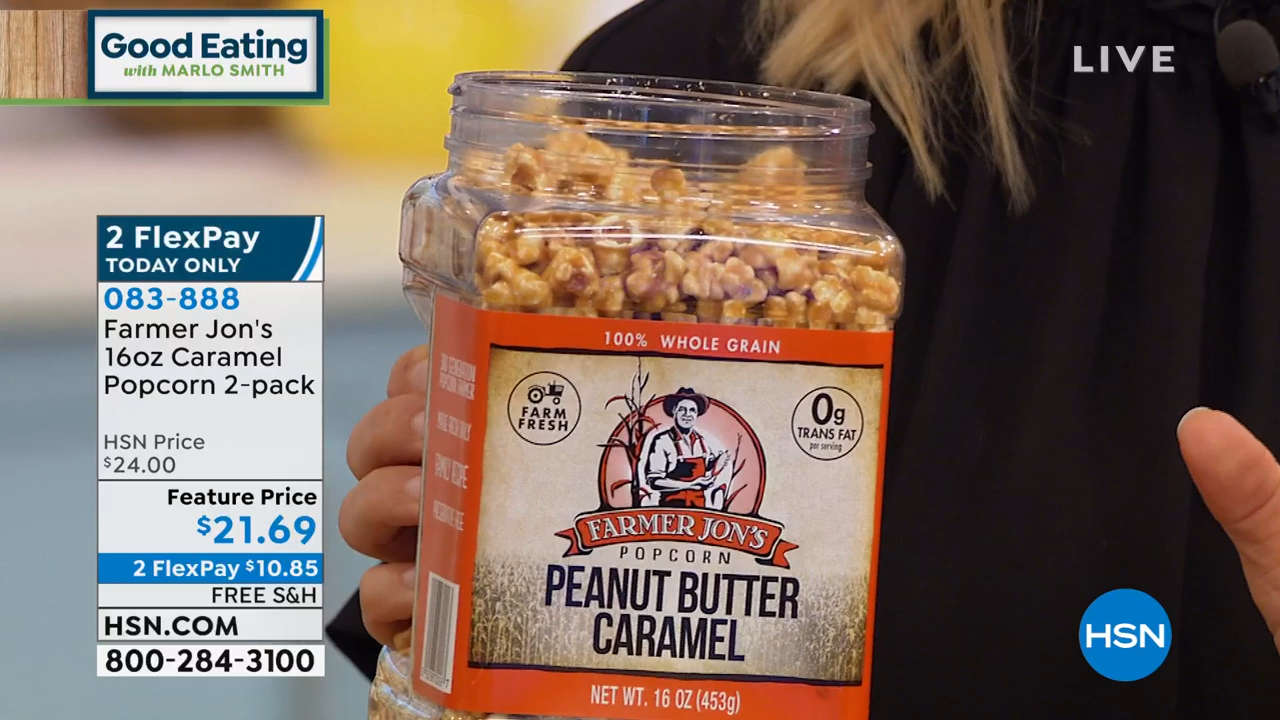 Good Eating
with MARLO SMITH
LIVE
2 FlexPay
TODAY ONLY
083-888
Farmer Jon's
16oz Caramel
Popcorn 2-pack
HSN Price
$24.00
Feature Price
$21.69
2 FlexPay $10.85
FREE S&H
HSN.COM
800-284-3100
100% WHOLE GRAIN
FARM
FRESH
0g
TRANS FAT
per serving
FARMER JON'S
POPCORN
PEANUT BUTTER
CARAMEL
NET WT. 16 OZ (453g)
FAMILY RECIPE
HSN